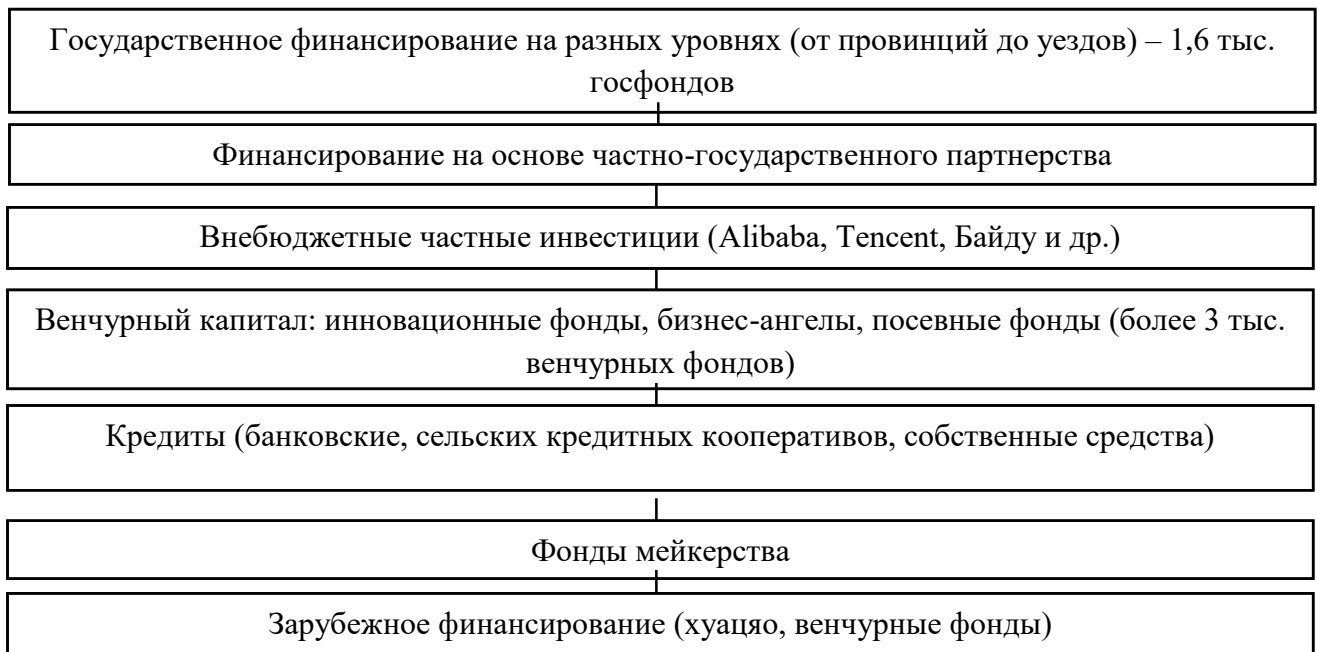 Государственное финансирование на разных уровнях (от провинций до уездов) – 1,6 тыс.
госфондов
Финансирование на основе частно-государственного партнерства
Внебюджетные частные инвестиции (Alibaba, Tencent, Байду и др.)
Венчурный капитал: инновационные фонды, бизнес-ангелы, посевные фонды (более 3 тыс.
венчурных фондов)
Кредиты (банковские, сельских кредитных кооперативов, собственные средства)
Фонды мейкерства
Зарубежное финансирование (хуацяо, венчурные фонды)